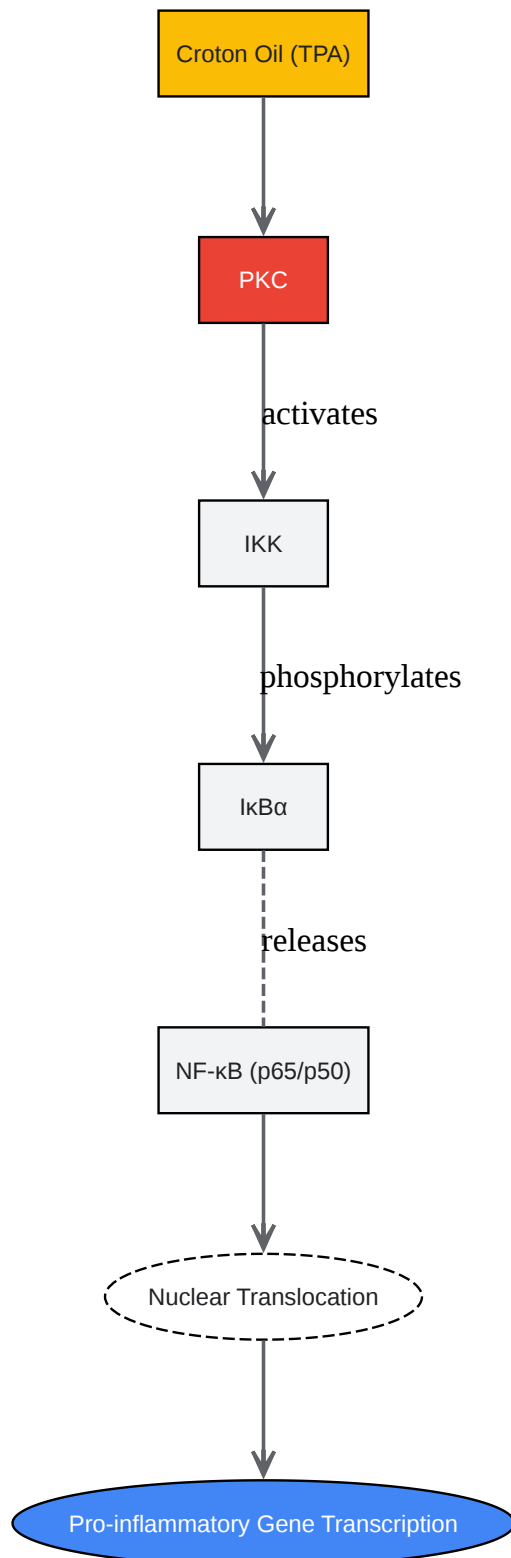 Croton Oil (TPA)
PKC
activates
IKK
phosphorylates
IκBα
releases
NF-κB (p65/p50)
Nuclear Translocation
Pro-inflammatory Gene Transcription